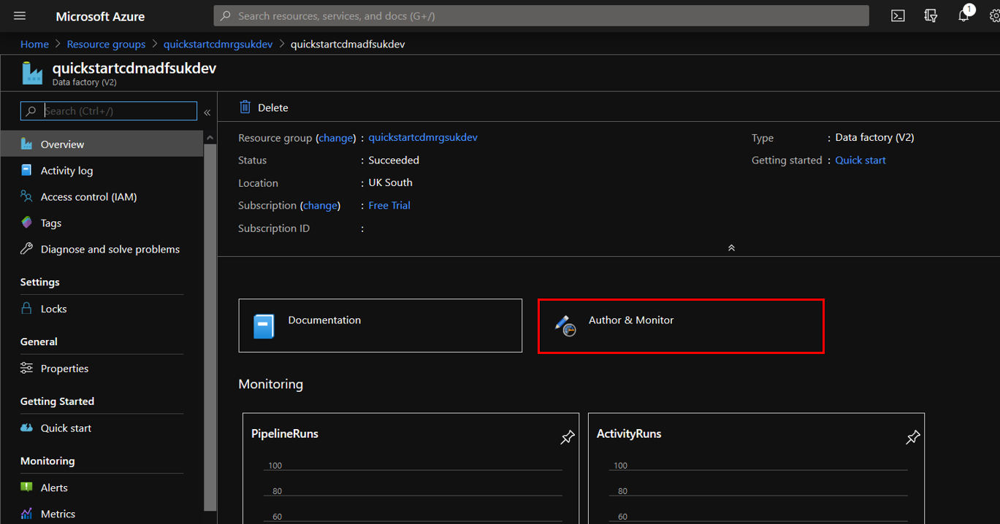 Microsoft Azure
Search resources, services, and docs (G+/)
1
Home > Resource groups > quickstartcdmrgsukdev > quickstartcdmadfsukdev
quickstartcdmadfsukdev
Data factory (V2)
Search (Ctrl+/)
«
Overview
Activity log
Access control (IAM)
Tags
Diagnose and solve problems
Settings
Locks
General
Properties
Getting Started
Quick start
Monitoring
Alerts
Metrics
Delete
Resource group (change) : quickstartcdmrgsukdev
Status : Succeeded
Location : UK South
Subscription (change) : Free Trial
Subscription ID :
Type : Data factory (V2)
Getting started : Quick start
Documentation
Author & Monitor
Monitoring
PipelineRuns
100
80
60
ActivityRuns
100
80
60